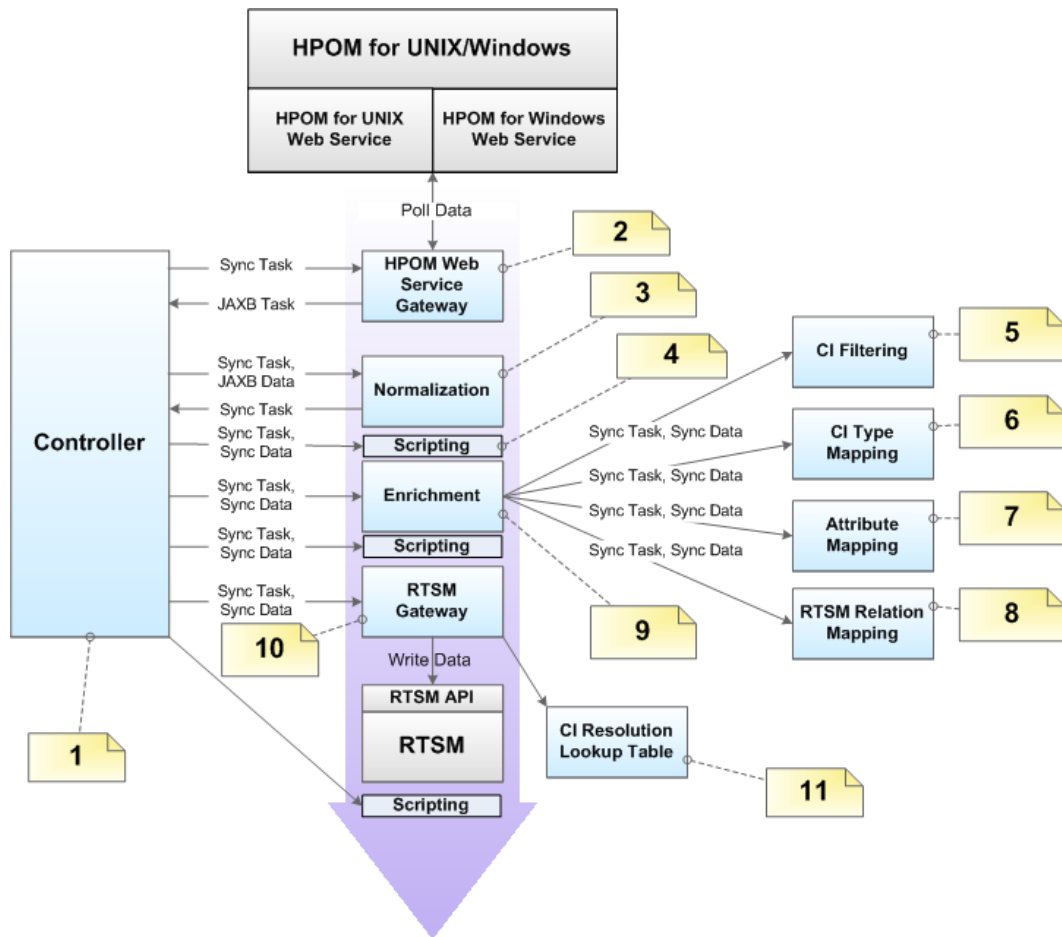 HPOM for UNIX/Windows
HPOM for UNIX
Web Service
HPOM for Windows
Web Service
Poll Data
2
Sync Task
HPOM Web
Service
Gateway
JAXB Task
3
4
5
CI Filtering
Sync Task,
JAXB Data
Normalization
Sync Task
Controller
Sync Task,
Sync Data
Scripting
Sync Task, Sync Data
6
CI Type
Mapping
Sync Task,
Sync Data
Enrichment
Sync Task, Sync Data
7
Attribute
Mapping
Sync Task,
Sync Data
Scripting
Sync Task, Sync Data
Sync Task,
Sync Data
RTSM
Gateway
8
RTSM Relation
Mapping
9
10
Write Data
RTSM API
RTSM
CI Resolution
Lookup Table
1
11
Scripting